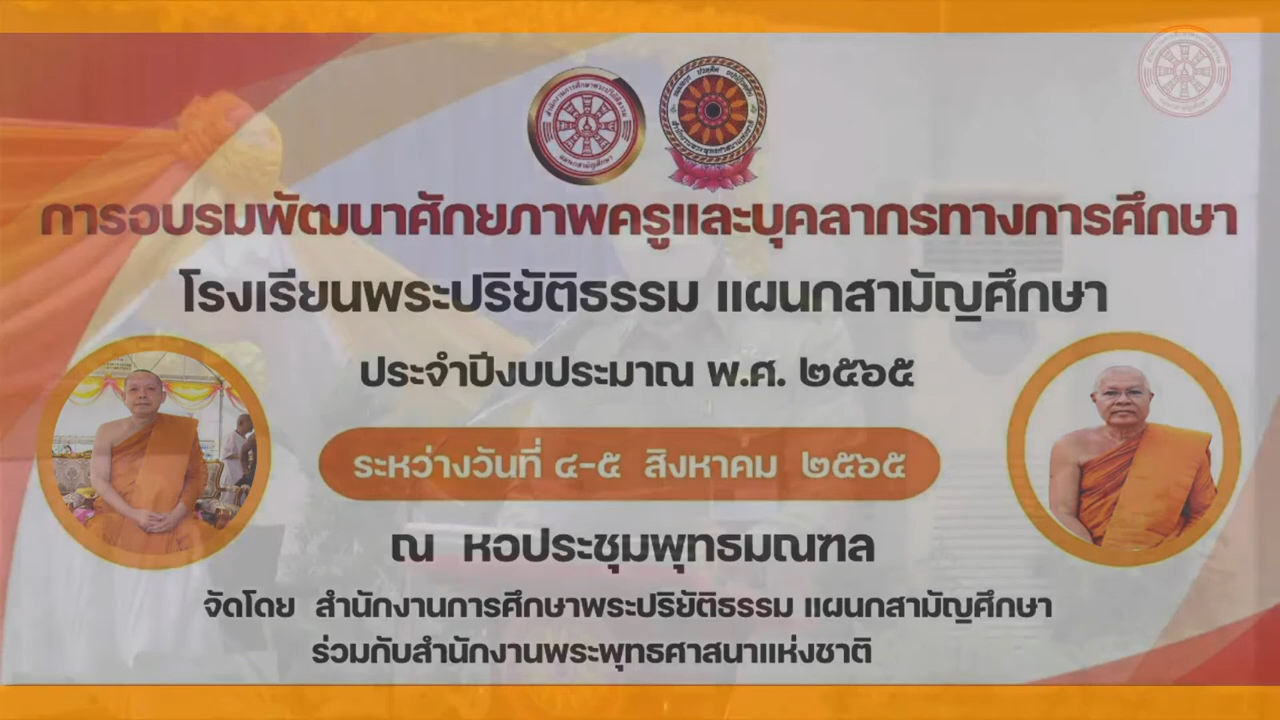 การอบรมพัฒนาศักยภาพครูและบุคลากรทางการศึกษา
โรงเรียนพระปริยัติธรรม แผนกสามัญศึกษา
ประจำปีงบประมาณ พ.ศ. ๒๕๖๕
ระหว่างวันที่ ๔-๕ สิงหาคม ๒๕๖๕
ณ หอประชุมพุทธมณฑล
จัดโดย สำนักงานการศึกษาพระปริยัติธรรม แผนกสามัญศึกษา
ร่วมกับสำนักงานพระพุทธศาสนาแห่งชาติ